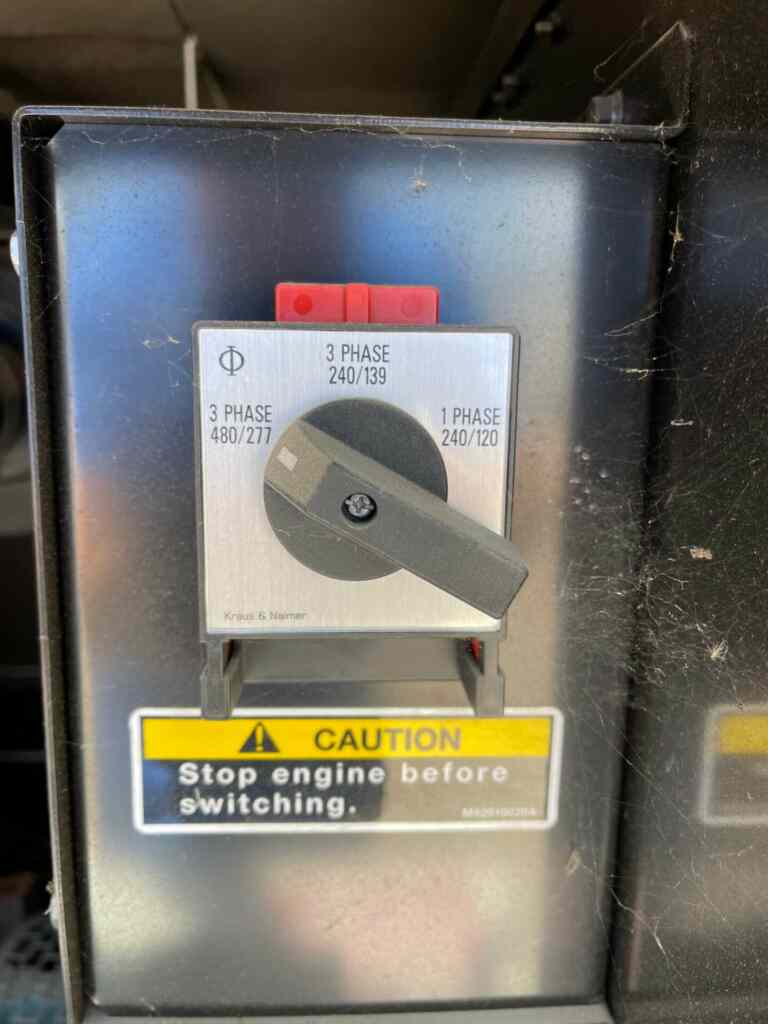 Φ
3 PHASE
240/139
3 PHASE
480/277
1 PHASE
240/120
Kraus & Naimer
CAUTION
Stop engine before
switching.